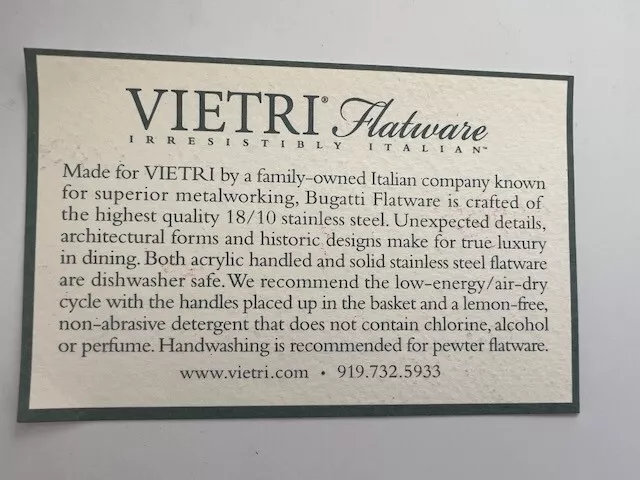 VIETRI® Flatware
IRRESISTIBLY ITALIAN™
Made for VIETRI by a family-owned Italian company known
for superior metalworking, Bugatti Flatware is crafted of
the highest quality 18/10 stainless steel. Unexpected details,
architectural forms and historic designs make for true luxury
in dining. Both acrylic handled and solid stainless steel flatware
are dishwasher safe. We recommend the low-energy/air-dry
cycle with the handles placed up in the basket and a lemon-free,
non-abrasive detergent that does not contain chlorine, alcohol
or perfume. Handwashing is recommended for pewter flatware.
www.vietri.com • 919.732.5933